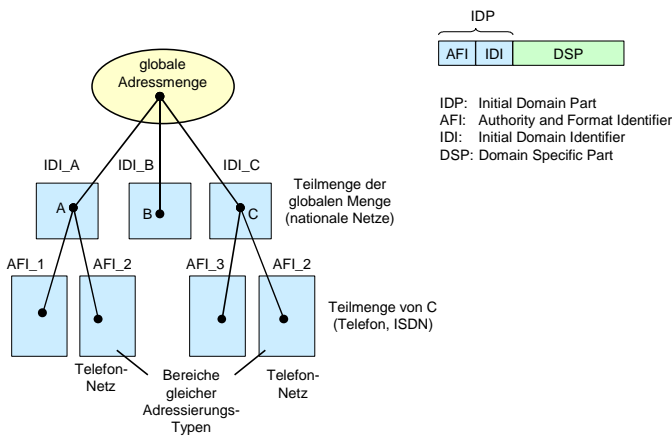 globale
Adressmenge
IDI_A
IDI_B
IDI_C
A
B
C
Teilmenge der
globalen Menge
(nationale Netze)
AFI_1
AFI_2
AFI_3
AFI_2
Teilmenge von C
(Telefon, ISDN)
Telefon-
Netz
Bereiche
gleicher
Adressierungs-
Typen
Telefon-
Netz
IDP
AFI
IDI
DSP
IDP: Initial Domain Part
AFI: Authority and Format Identifier
IDI: Initial Domain Identifier
DSP: Domain Specific Part